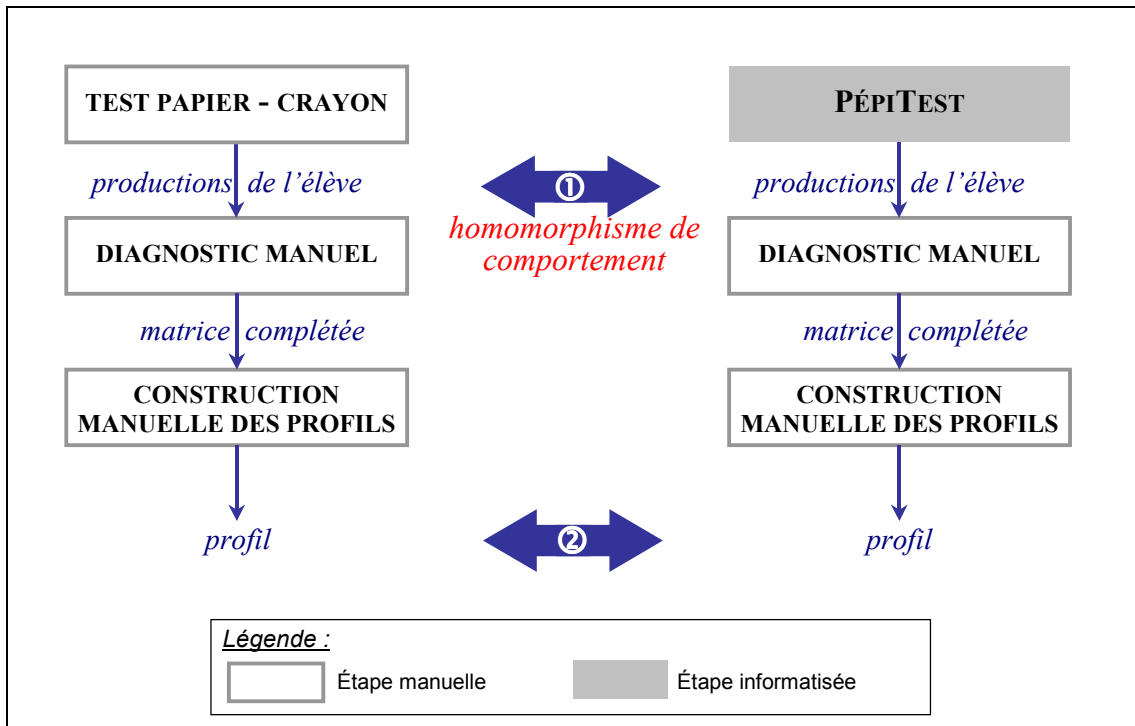 TEST PAPIER - CRAYON
PÉPITEST
productions de l'élève
①
productions de l'élève
homomorphisme de
comportement
DIAGNOSTIC MANUEL
DIAGNOSTIC MANUEL
matrice complétée
matrice complétée
CONSTRUCTION
MANUELLE DES PROFILS
CONSTRUCTION
MANUELLE DES PROFILS
profil
②
profil
Légende :
Étape manuelle
Étape informatisée